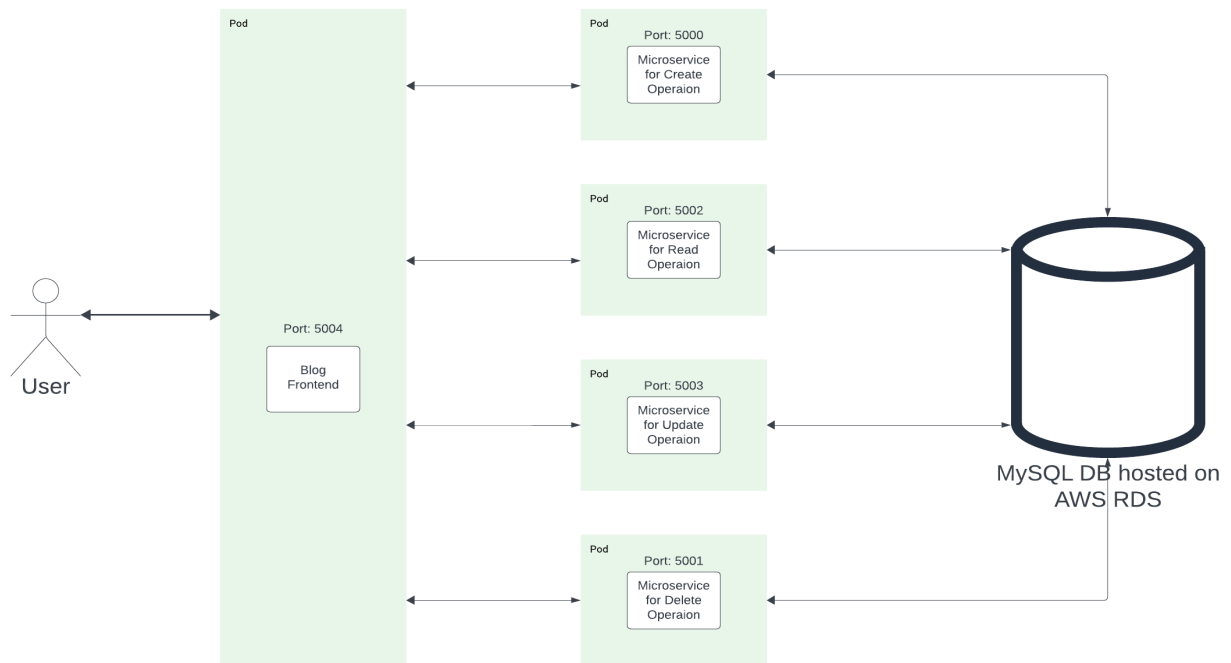 Pod
Port: 5004
Blog
Frontend
User
Pod
Port: 5000
Microservice
for Create
Operaion
Pod
Port: 5002
Microservice
for Read
Operaion
Pod
Port: 5003
Microservice
for Update
Operaion
Pod
Port: 5001
Microservice
for Delete
Operaion
MySQL DB hosted on
AWS RDS